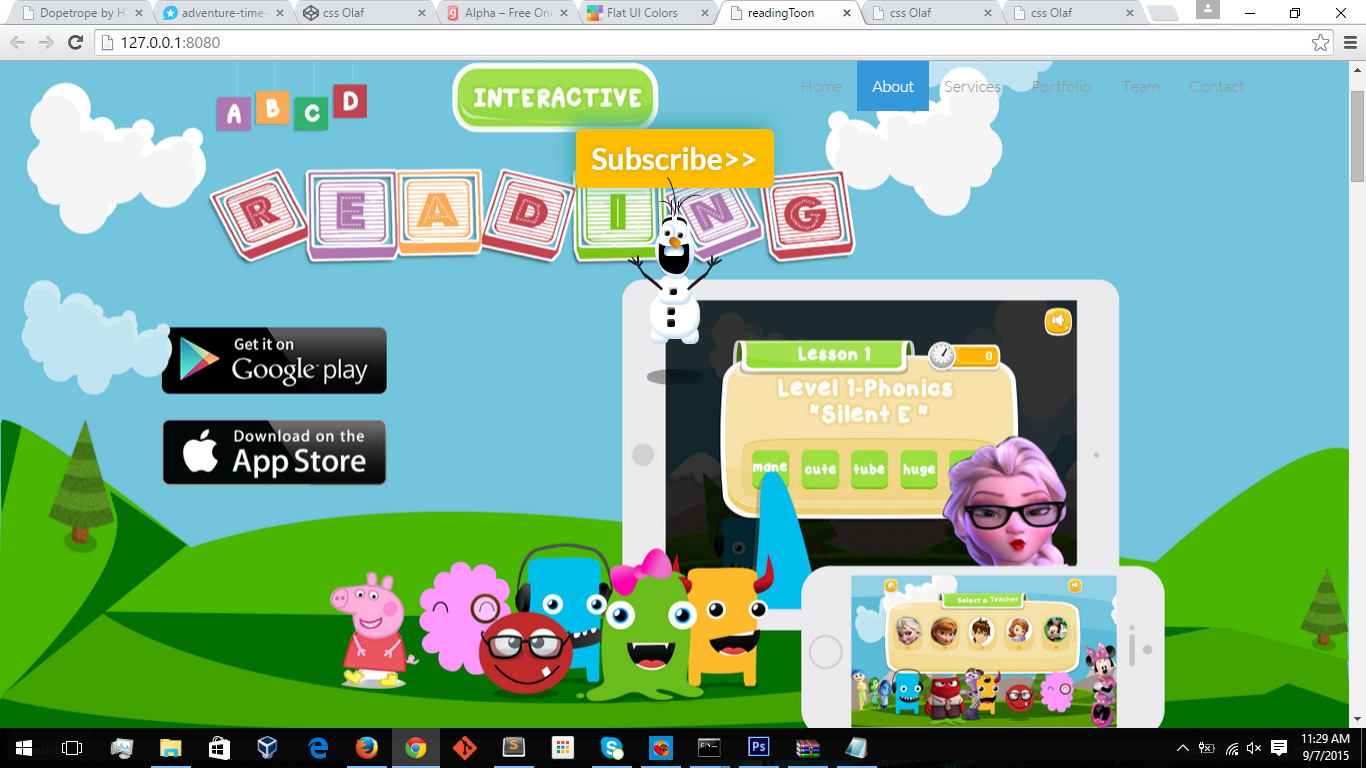 Dopetrope by H
adventure-time-
css Olaf
Alpha – Free One
Flat UI Colors
readingToon
css Olaf
css Olaf
127.0.0.1:8080
A B C D
INTERACTIVE
Home About Services Portfolio Team Contact
Subscribe>>
READING
Get it on
Google play
Download on the
App Store
Lesson 1
0
Level 1-Phonics
"Silent E "
mane cute tube huge
Select a Teacher
11:29 AM
9/7/2015